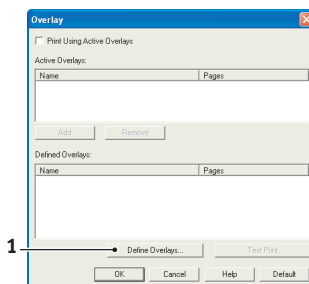 Overlay
Print Using Active Overlays
Active Overlays:
Name Pages
Add Remove
Defined Overlays:
Name Pages
1 Define Overlays... Test Print
OK Cancel Help Default